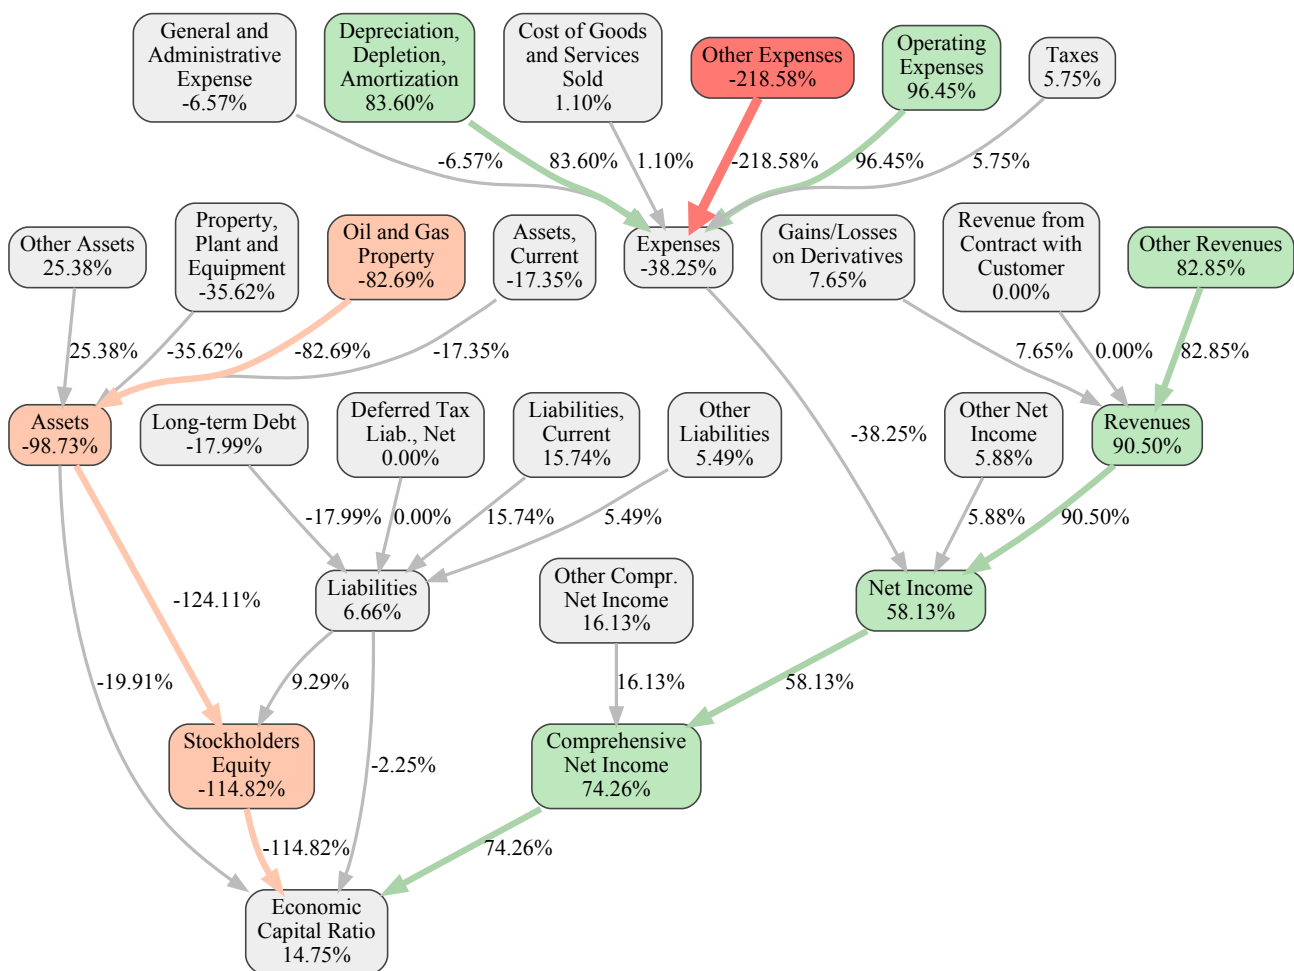 General and
Administrative
Expense
-6.57%
Depreciation,
Depletion,
Amortization
83.60%
Cost of Goods
and Services
Sold
1.10%
Other Expenses
-218.58%
Operating
Expenses
96.45%
Taxes
5.75%
-6.57%
83.60%
1.10%
-218.58%
96.45%
5.75%
Other Assets
25.38%
Property,
Plant and
Equipment
-35.62%
Oil and Gas
Property
-82.69%
Assets,
Current
-17.35%
Expenses
-38.25%
Gains/Losses
on Derivatives
7.65%
Revenue from
Contract with
Customer
0.00%
Other Revenues
82.85%
25.38%
-35.62%
-82.69%
-17.35%
7.65%
0.00%
82.85%
Assets
-98.73%
Long-term Debt
-17.99%
Deferred Tax
Liab., Net
0.00%
Liabilities,
Current
15.74%
Other
Liabilities
5.49%
-38.25%
Other Net
Income
5.88%
Revenues
90.50%
-17.99%
0.00%
15.74%
5.49%
5.88%
90.50%
-124.11%
Liabilities
6.66%
Other Compr.
Net Income
16.13%
Net Income
58.13%
-19.91%
9.29%
16.13%
58.13%
Stockholders
Equity
-114.82%
-2.25%
Comprehensive
Net Income
74.26%
-114.82%
74.26%
Economic
Capital Ratio
14.75%